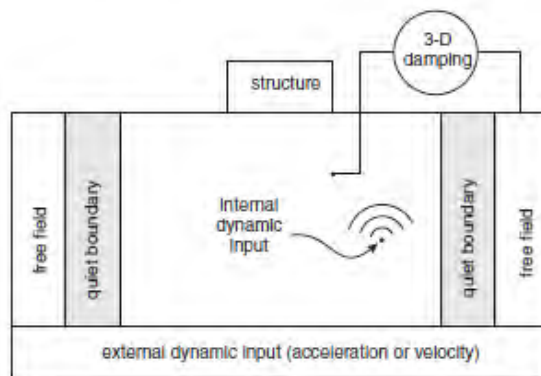 3-D
damping
structure
free field
quiet boundary
internal
dynamic
input
quiet boundary
free field
external dynamic input (acceleration or velocity)